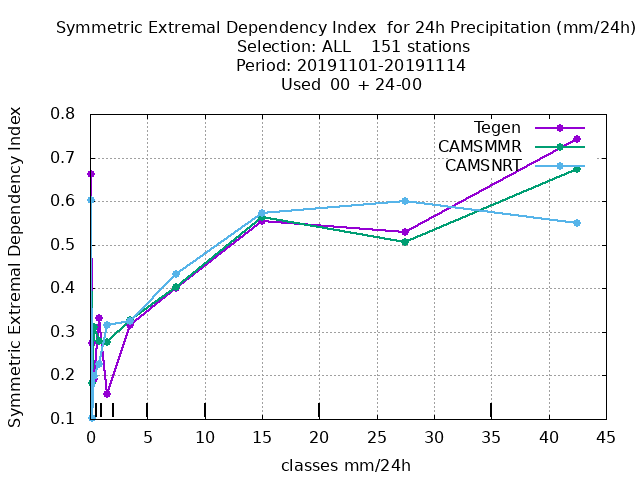 Symmetric Extremal Dependency Index for 24h Precipitation (mm/24h)
Selection: ALL 151 stations
Period: 20191101-20191114
Used 00 + 24-00
Symmetric Extremal Dependency Index
0.8
0.7
0.6
0.5
0.4
0.3
0.2
0.1
Tegen
CAMSMMR
CAMSNRT
0 5 10 15 20 25 30 35 40 45
classes mm/24h